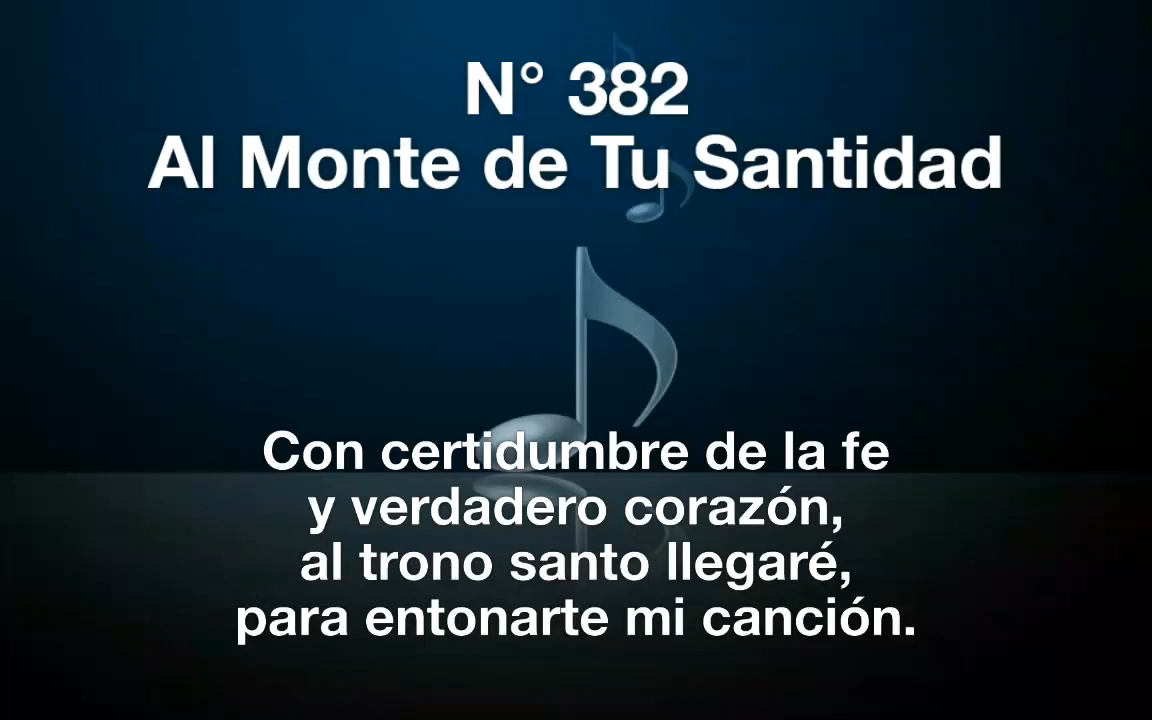 N° 382
Al Monte de Tu Santidad
Con certidumbre de la fe
y verdadero corazón,
al trono santo llegaré,
para entonarte mi canción.